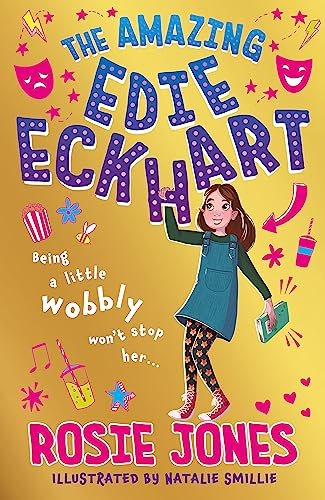 THE AMAZING
EDIE
ECKHART
Being
a little
wobbly
won't stop
her...
ROSIE JONES
ILLUSTRATED BY NATALIE SMILLIE